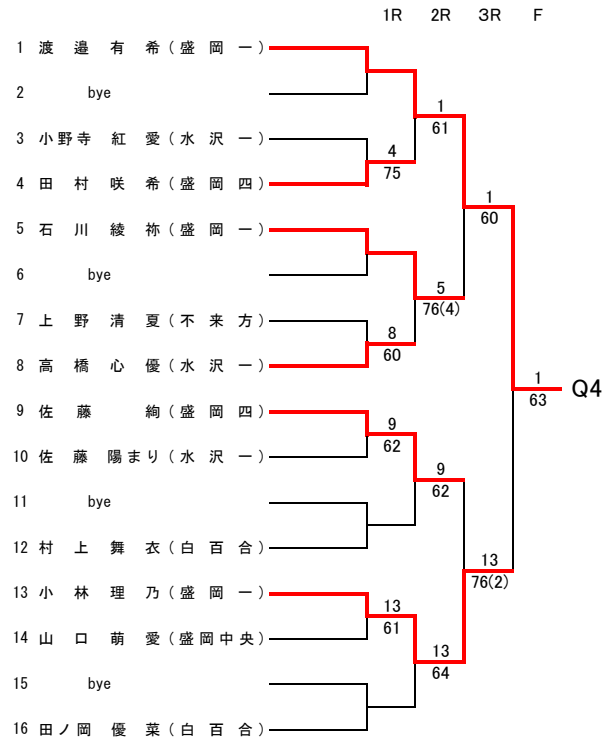 1R 2R 3R F
1 渡邉有希(盛岡一)
2 bye
1
61
3 小野寺紅愛(水沢一)
4
75
4 田村咲希(盛岡四)
1
60
5 石川綾祢(盛岡一)
6 bye
5
76(4)
7 上野清夏(不来方)
8
60
8 高橋心優(水沢一)
1
63
Q4
9 佐藤絢(盛岡四)
9
62
10 佐藤陽まり(水沢一)
9
62
11 bye
12 村上舞衣(白百合)
13
76(2)
13 小林理乃(盛岡一)
13
61
14 山口萌愛(盛岡中央)
13
64
15 bye
16 田ノ岡優菜(白百合)